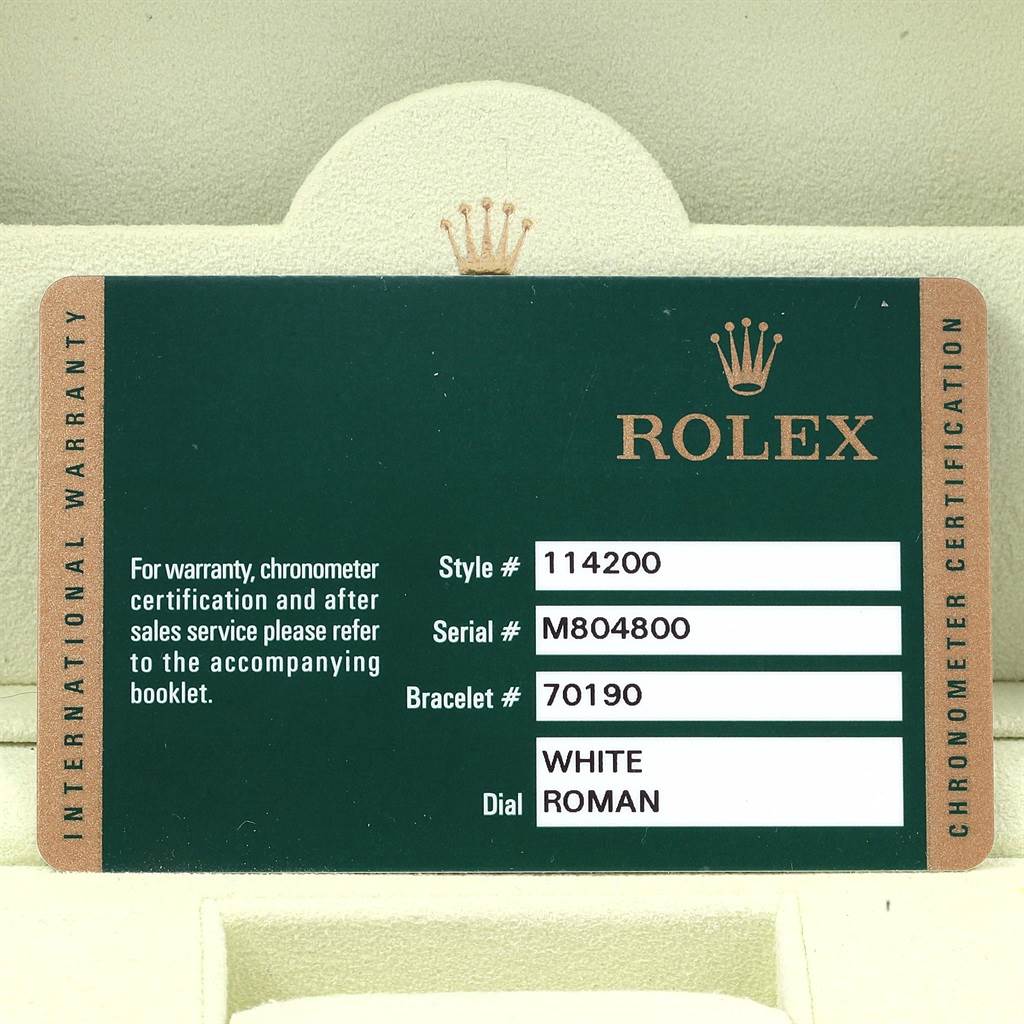 INTERNATIONAL WARRANTY
ROLEX
For warranty, chronometer
certification and after
sales service please refer
to the accompanying
booklet.
Style # 114200
Serial # M804800
Bracelet # 70190
Dial WHITE
ROMAN
CHRONOMETER CERTIFICATION